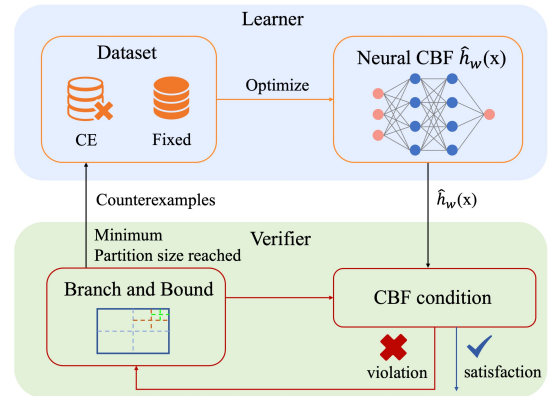 Learner
Dataset
CE
Fixed
Optimize
Neural CBF ĥ_w(x)
Counterexamples
ĥ_w(x)
Minimum
Partition size reached
Verifier
Branch and Bound
CBF condition
violation
satisfaction